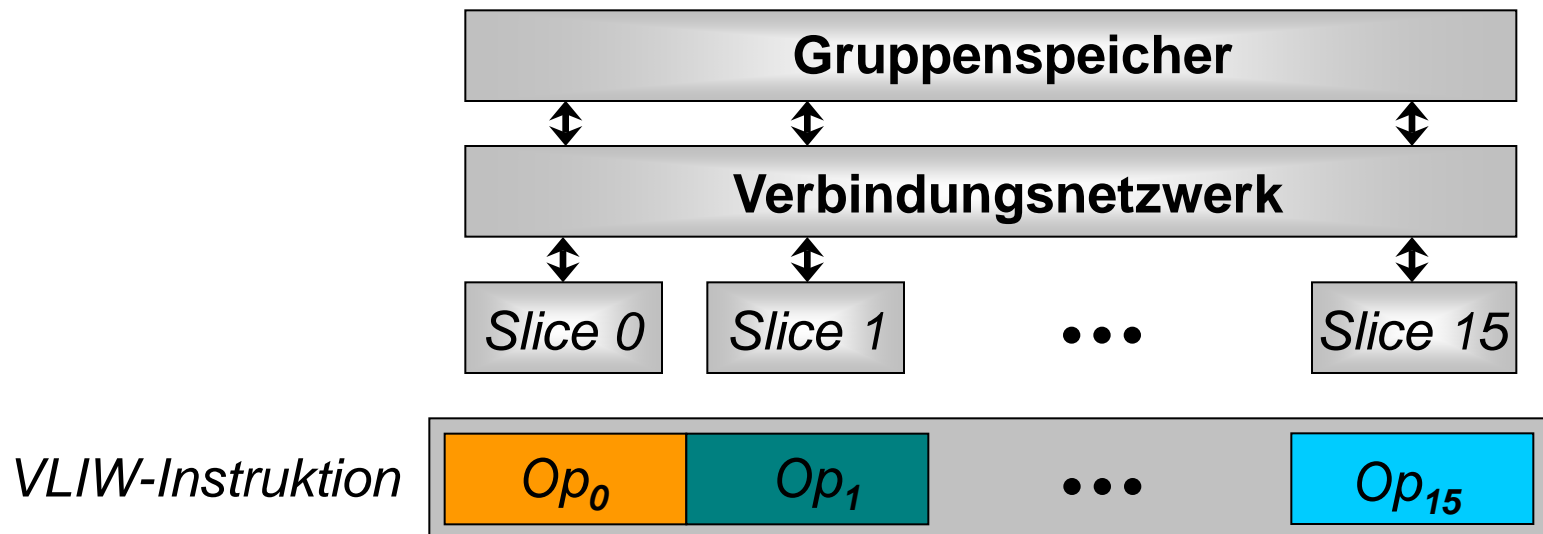 Gruppenspeicher
Verbindungsnetzwerk
Slice 0 Slice 1 ••• Slice 15
VLIW-Instruktion Op0 Op1 ••• Op15